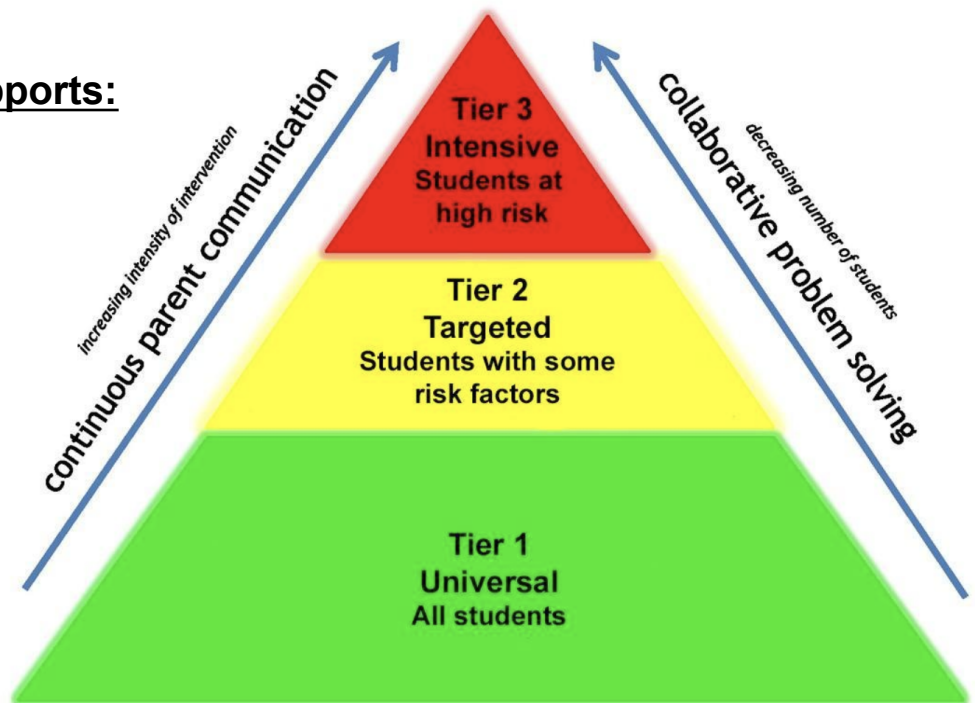 increasing intensity of intervention
continuous parent communication
Tier 3
Intensive
Students at
high risk
collaborative problem solving
decreasing number of students
Tier 2
Targeted
Students with some
risk factors
Tier 1
Universal
All students